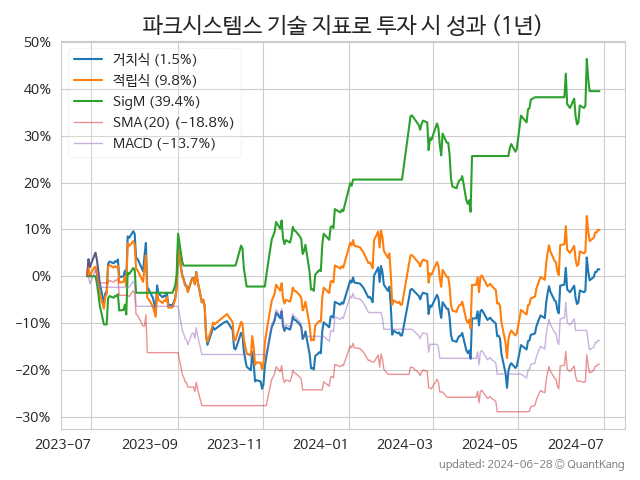 파크시스템스 기술 지표로 투자 시 성과 (1년)
50%
40%
30%
20%
10%
0%
−10%
−20%
−30%
거치식 (1.5%)
적립식 (9.8%)
SigM (39.4%)
SMA(20) (−18.8%)
MACD (−13.7%)
2023-07 2023-09 2023-11 2024-01 2024-03 2024-05 2024-07
updated: 2024-06-28 © QuantKang